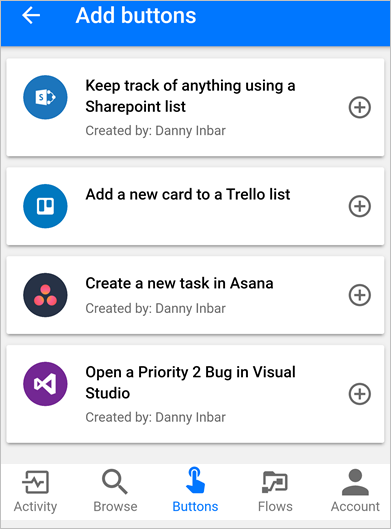 Add buttons
Keep track of anything using a
Sharepoint list
Created by: Danny Inbar
Add a new card to a Trello list
Create a new task in Asana
Created by: Danny Inbar
Open a Priority 2 Bug in Visual
Studio
Created by: Danny Inbar
Activity
Browse
Buttons
Flows
Account